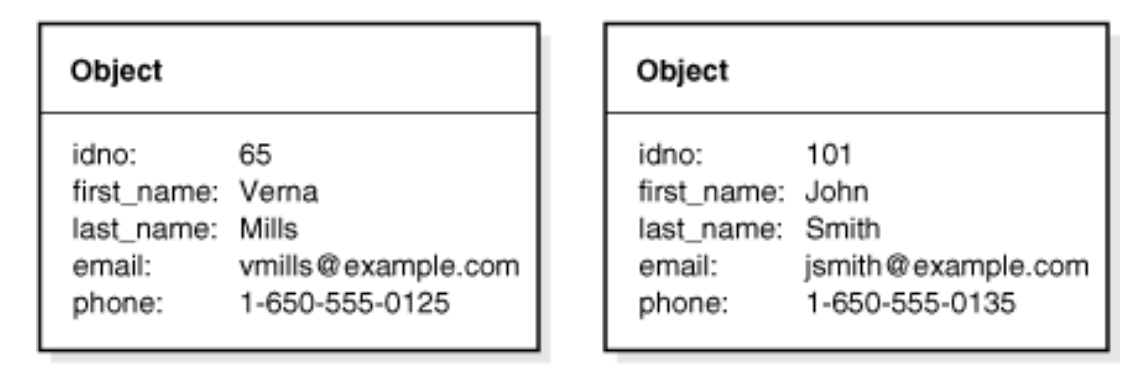 Object
idno: 65
first_name: Verna
last_name: Mills
email: vmills@example.com
phone: 1-650-555-0125
Object
idno: 101
first_name: John
last_name: Smith
email: jsmith@example.com
phone: 1-650-555-0135